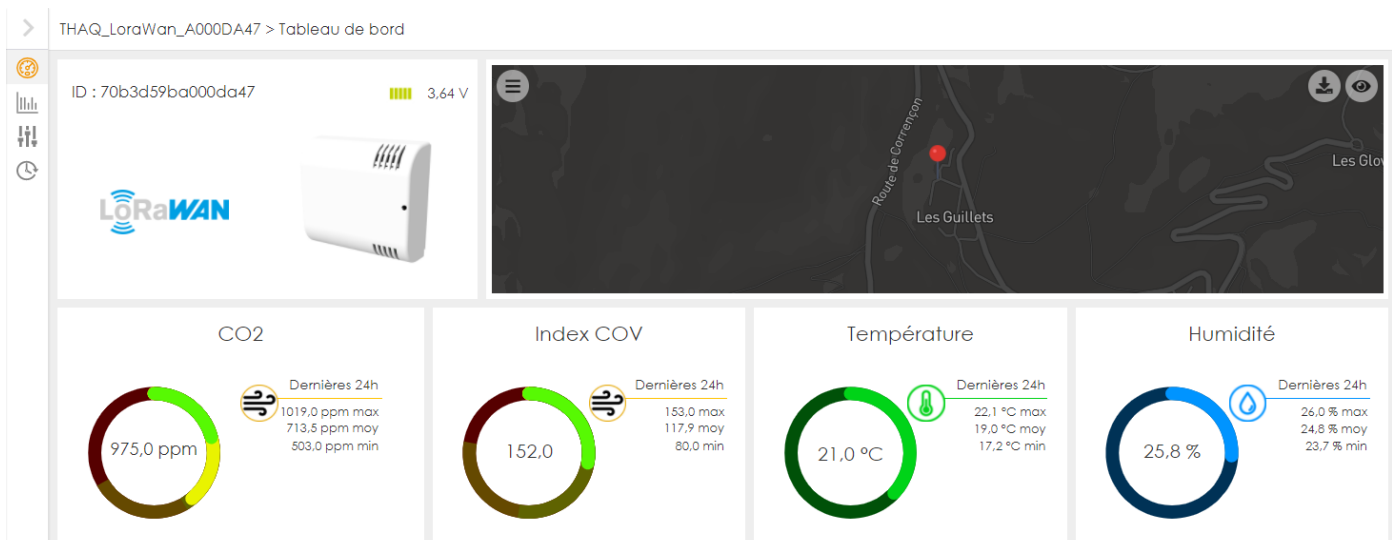 THAQ_LoraWan_A000DA47 > Tableau de bord
ID : 70b3d59ba000da47
3,64 V
LoRaWAN
Route de Corrençon
Les Guillets
CO2
975,0 ppm
Dernières 24h
1019,0 ppm max
713,5 ppm moy
503,0 ppm min
Index COV
152,0
Dernières 24h
153,0 max
117,9 moy
80,0 min
Température
21,0 °C
Dernières 24h
22,1 °C max
19,0 °C moy
17,2 °C min
Humidité
25,8 %
Dernières 24h
26,0 % max
24,8 % moy
23,7 % min